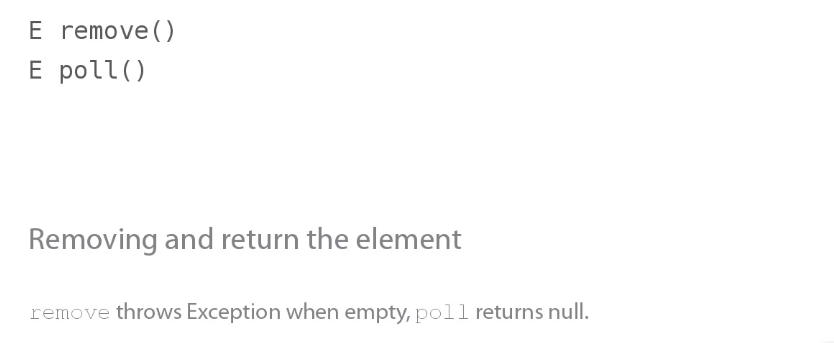 E remove()
E poll()
Removing and return the element
remove throws Exception when empty, poll returns null.